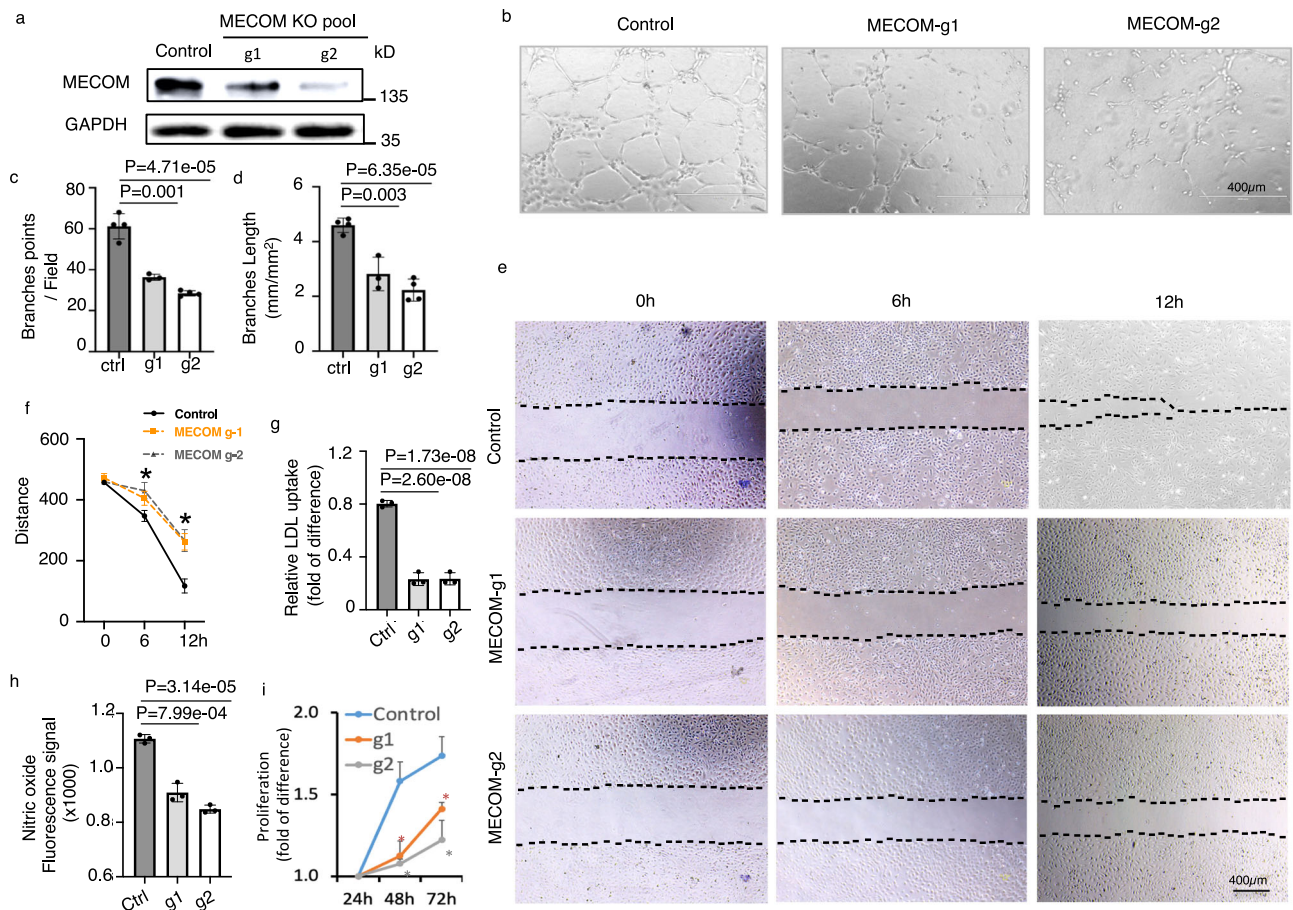 a
MECOM KO pool
Control
g1
g2
kD
MECOM
135
GAPDH
35
b
Control
MECOM-g1
MECOM-g2
400µm
c
P=4.71e-05
P=0.001
80
60
40
20
0
Branches points
/ Field
ctrl
g1
g2
d
P=6.35e-05
P=0.003
6
4
2
0
Branches Length
(mm/mm²)
ctrl
g1
g2
e
0h
6h
12h
Control
MECOM-g1
MECOM-g2
400µm
f
Control
MECOM g-1
MECOM g-2
600
400
200
0
Distance
*
*
0
6
12h
g
P=1.73e-08
P=2.60e-08
1.2
0.8
0.4
0
Relative LDL uptake
(fold of difference)
Ctrl
g1
g2
h
P=3.14e-05
P=7.99e-04
1.2
1.0
0.8
0.6
Nitric oxide
Fluorescence signal
(x1000)
Ctrl
g1
g2
i
2.0
1.5
1.0
Control
g1
g2
Proliferation
(fold of difference)
*
*
*
*
24h
48h
72h